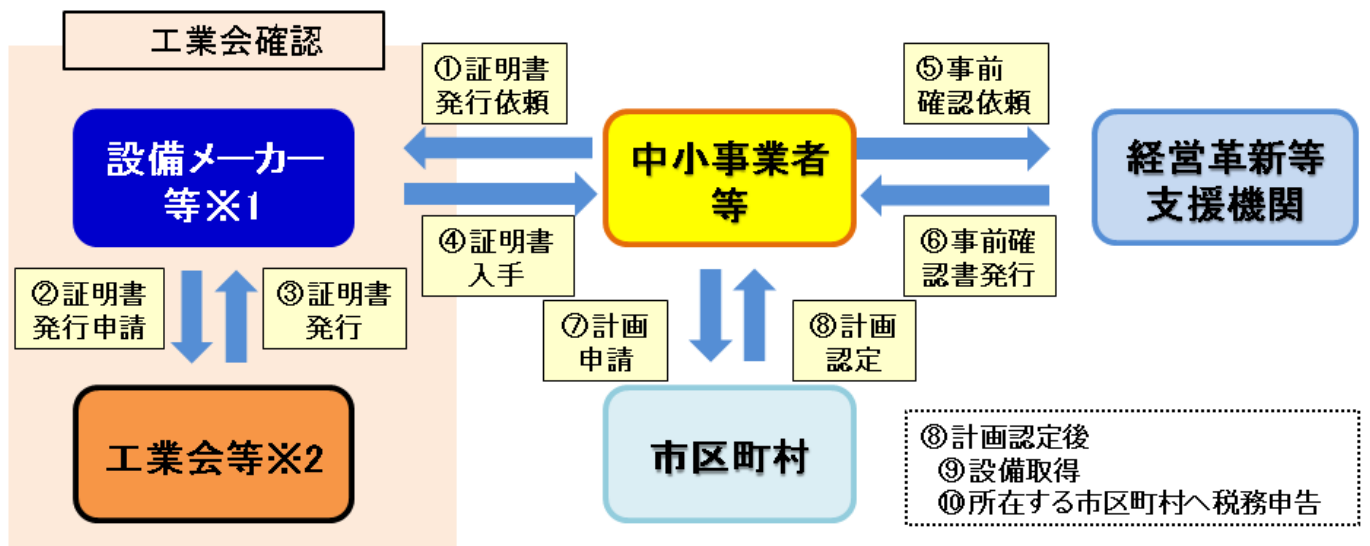 工業会確認
①証明書
発行依頼
⑤事前
確認依頼
設備メーカー
等※1
中小事業者
等
経営革新等
支援機関
④証明書
入手
⑥事前確
認書発行
②証明書
発行申請
③証明書
発行
⑦計画
申請
⑧計画
認定
工業会等※2
市区町村
⑧計画認定後
⑨設備取得
⑩所在する市区町村へ税務申告